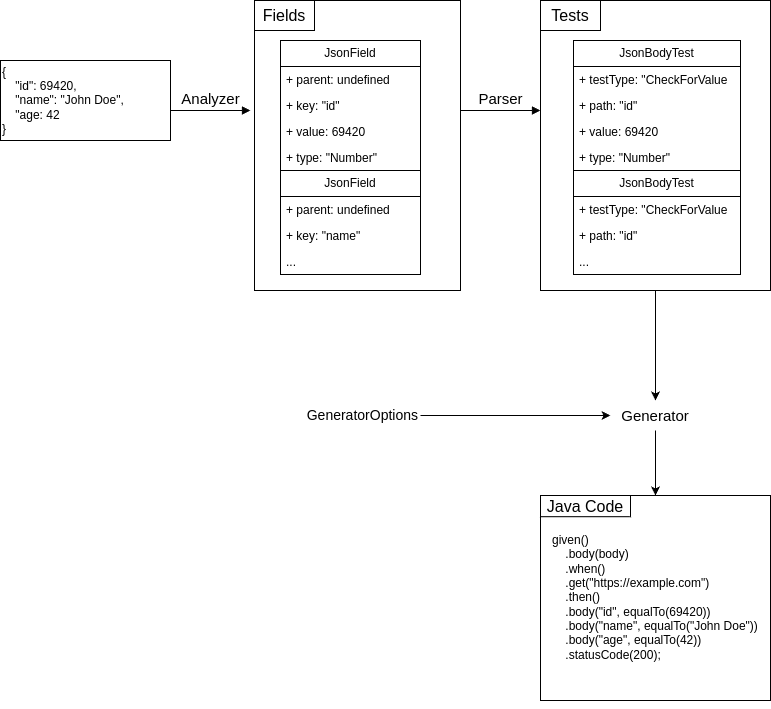 {
"id": 69420,
"name": "John Doe",
"age: 42
}
Analyzer
Fields
JsonField
+ parent: undefined
+ key: "id"
+ value: 69420
+ type: "Number"
JsonField
+ parent: undefined
+ key: "name"
...
Parser
Tests
JsonBodyTest
+ testType: "CheckForValue
+ path: "id"
+ value: 69420
+ type: "Number"
JsonBodyTest
+ testType: "CheckForValue
+ path: "id"
...
GeneratorOptions
Generator
Java Code
given()
.body(body)
.when()
.get("https://example.com")
.then()
.body("id", equalTo(69420))
.body("name", equalTo("John Doe"))
.body("age", equalTo(42))
.statusCode(200);